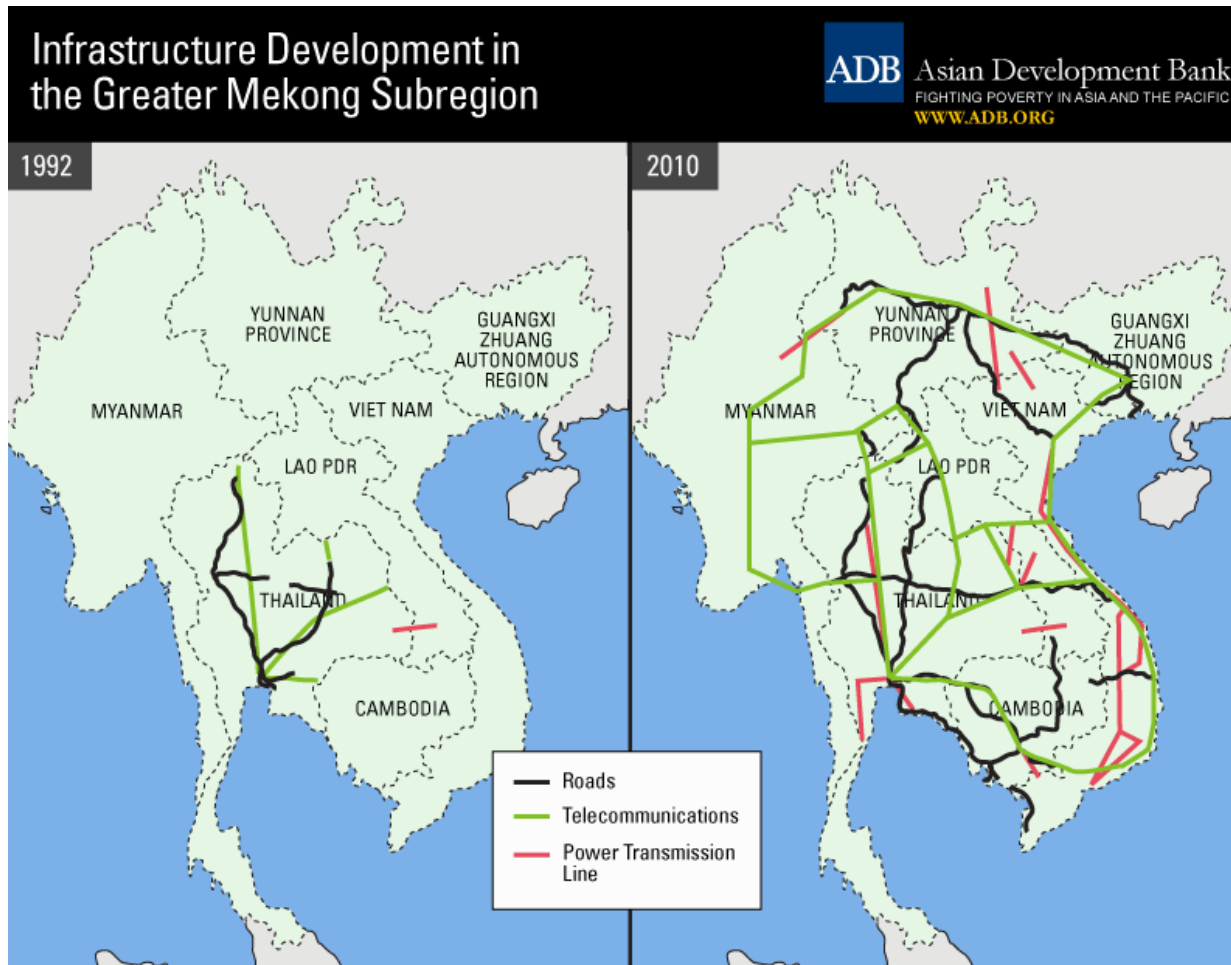 Infrastructure Development in
the Greater Mekong Subregion
ADB
Asian Development Bank
FIGHTING POVERTY IN ASIA AND THE PACIFIC
WWW.ADB.ORG
1992
YUNNAN
PROVINCE
GUANGXI
ZHUANG
AUTONOMOUS
REGION
MYANMAR
VIET NAM
LAO PDR
THAILAND
CAMBODIA
2010
YUNNAN
PROVINCE
GUANGXI
ZHUANG
AUTONOMOUS
REGION
MYANMAR
VIET NAM
LAO PDR
THAILAND
CAMBODIA
Roads
Telecommunications
Power Transmission
Line